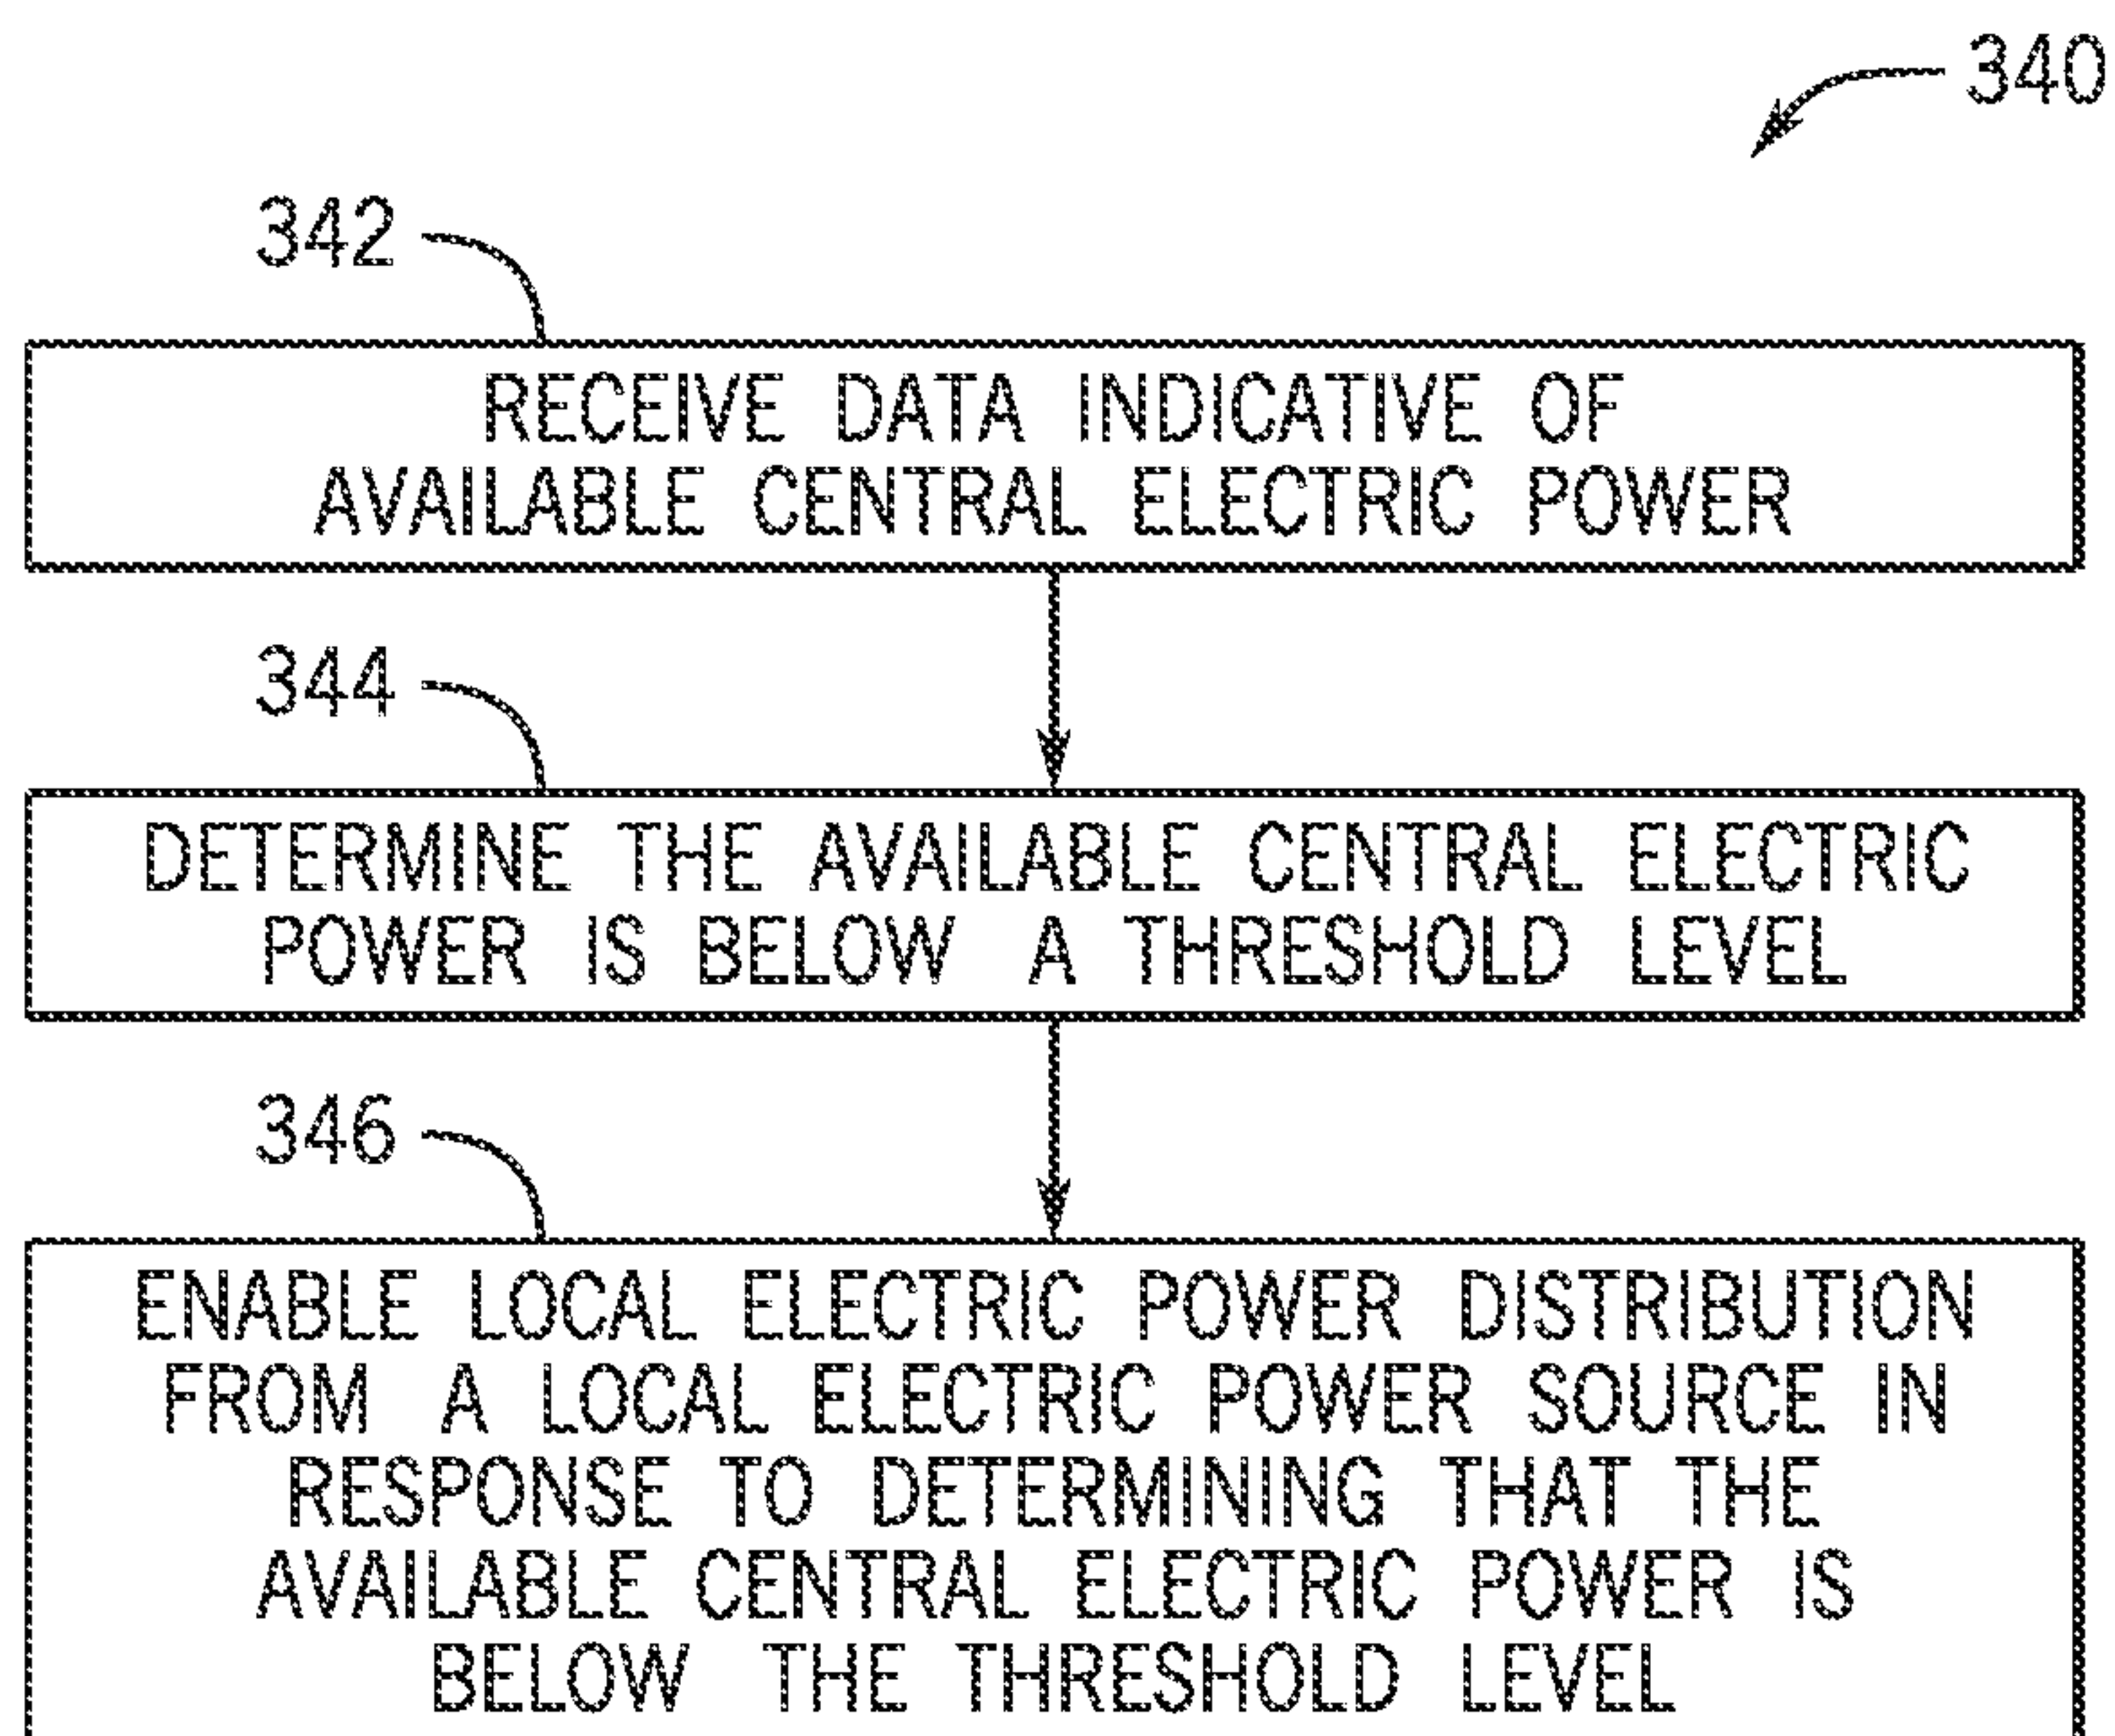 340
342
RECEIVE DATA INDICATIVE OF
AVAILABLE CENTRAL ELECTRIC POWER
344
DETERMINE THE AVAILABLE CENTRAL ELECTRIC
POWER IS BELOW A THRESHOLD LEVEL
346
ENABLE LOCAL ELECTRIC POWER DISTRIBUTION
FROM A LOCAL ELECTRIC POWER SOURCE IN
RESPONSE TO DETERMINING THAT THE
AVAILABLE CENTRAL ELECTRIC POWER IS
BELOW THE THRESHOLD LEVEL